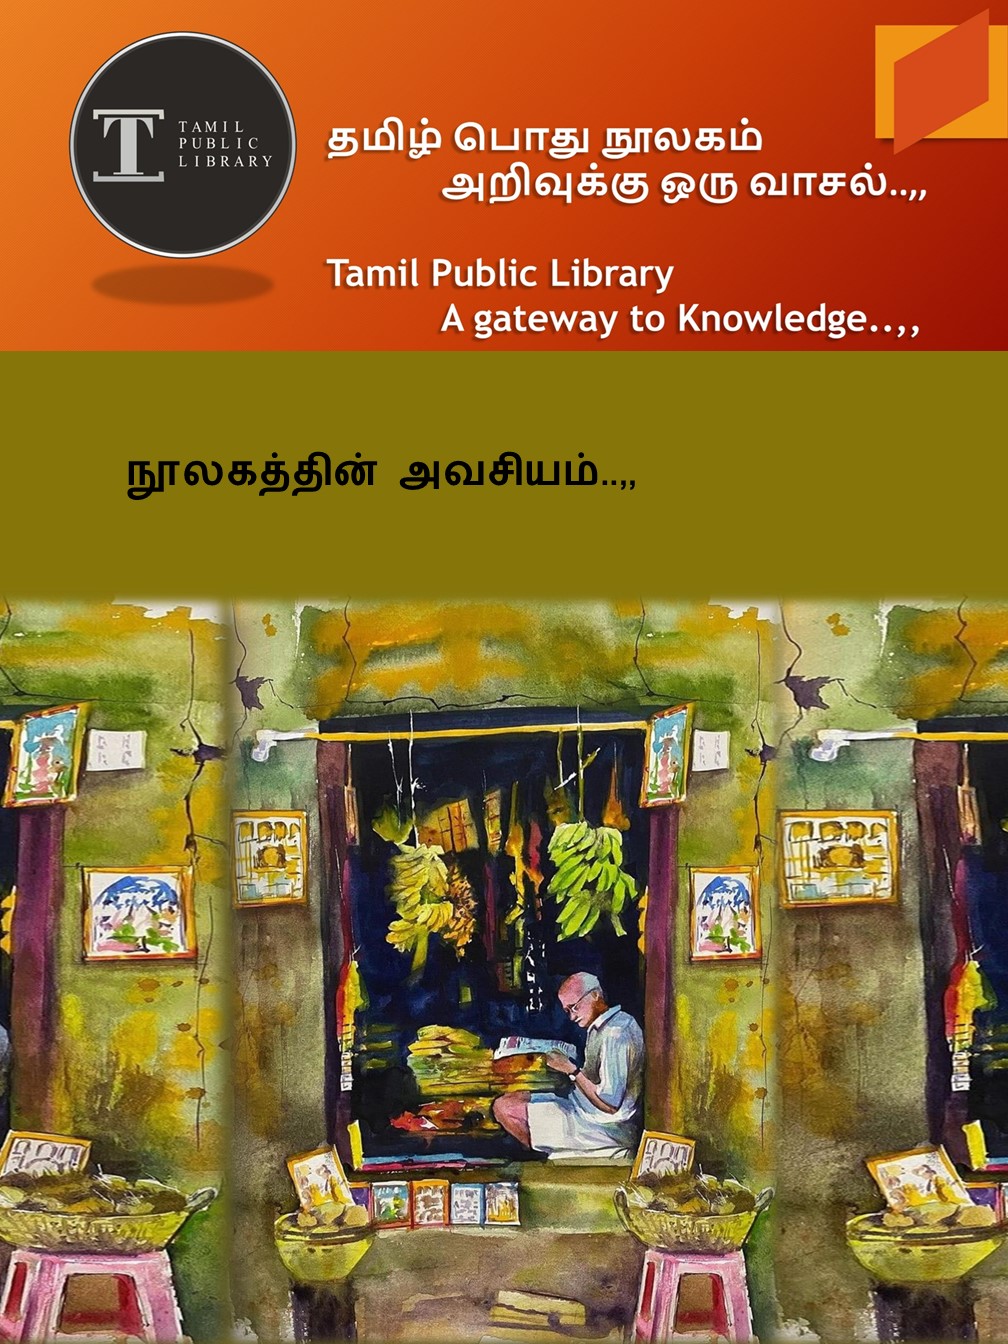 TAMIL
PUBLIC
LIBRARY
தமிழ் பொது நூலகம்
அறிவுக்கு ஒரு வாசல்..,,
Tamil Public Library
A gateway to Knowledge..,,
நூலகத்தின் அவசியம்..,,